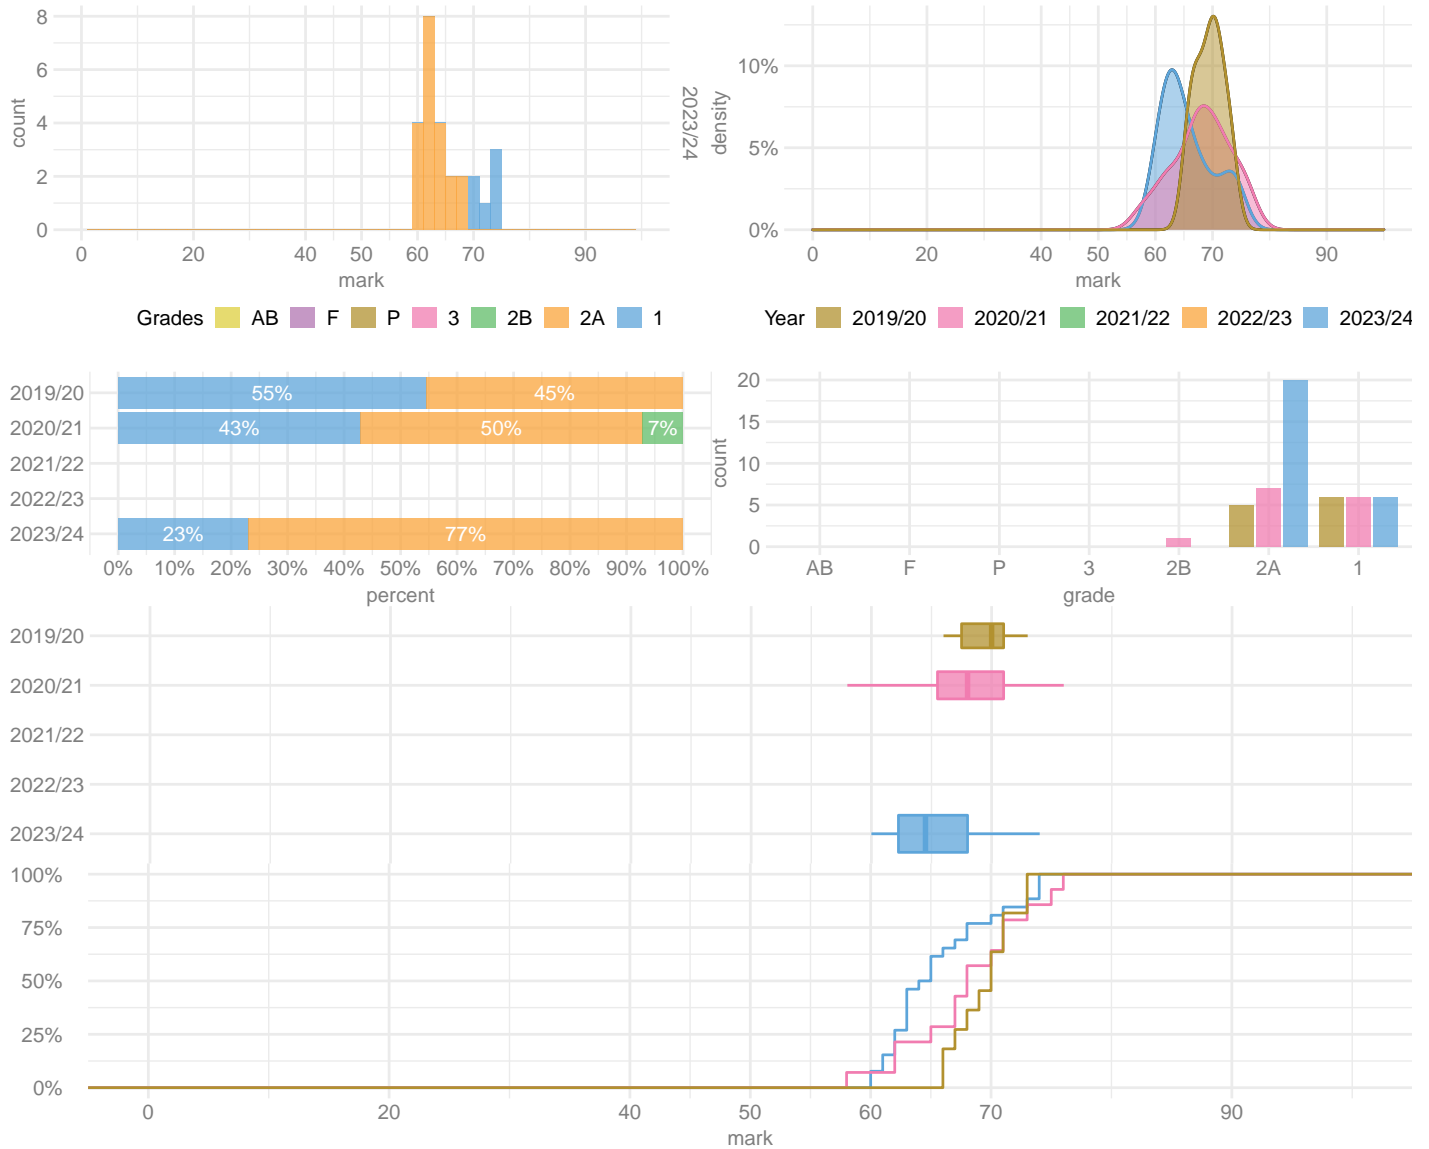 8
6
4
2
0
count
0 20 40 50 60 70 90
mark
2023/24
Grades AB F P 3 2B 2A 1
10%
5%
0%
density
0 20 40 50 60 70 90
mark
Year 2019/20 2020/21 2021/22 2022/23 2023/24
2019/20 55% 45%
2020/21 43% 50% 7%
2021/22
2022/23
2023/24 23% 77%
0% 10% 20% 30% 40% 50% 60% 70% 80% 90% 100%
percent
20
15
10
5
0
count
AB F P 3 2B 2A 1
grade
2019/20
2020/21
2021/22
2022/23
2023/24
100%
75%
50%
25%
0%
0 20 40 60 70 90
mark